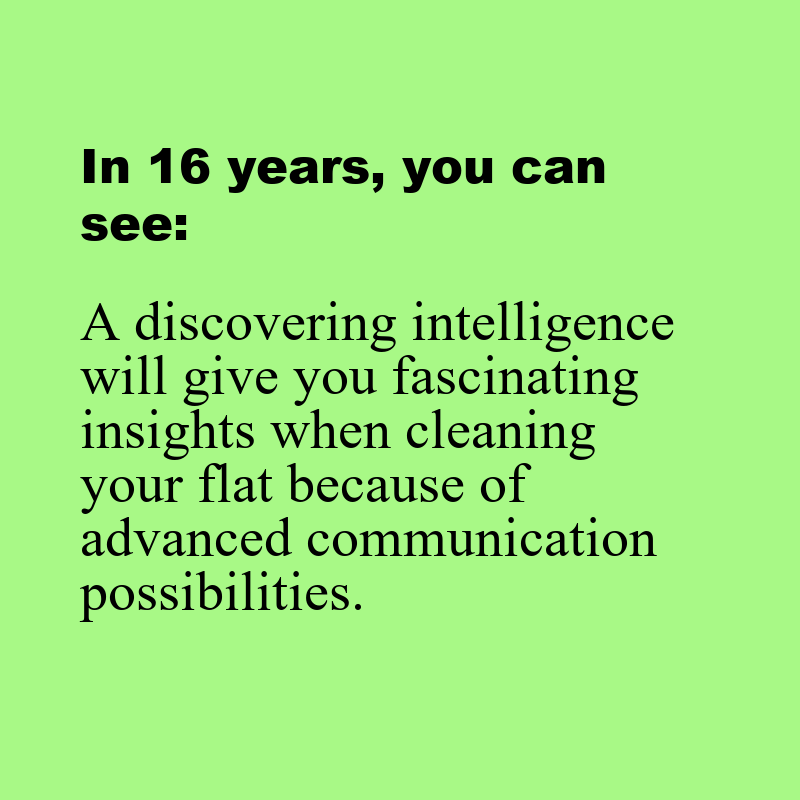 In 16 years, you can
see:
A discovering intelligence
will give you fascinating
insights when cleaning
your flat because of
advanced communication
possibilities.